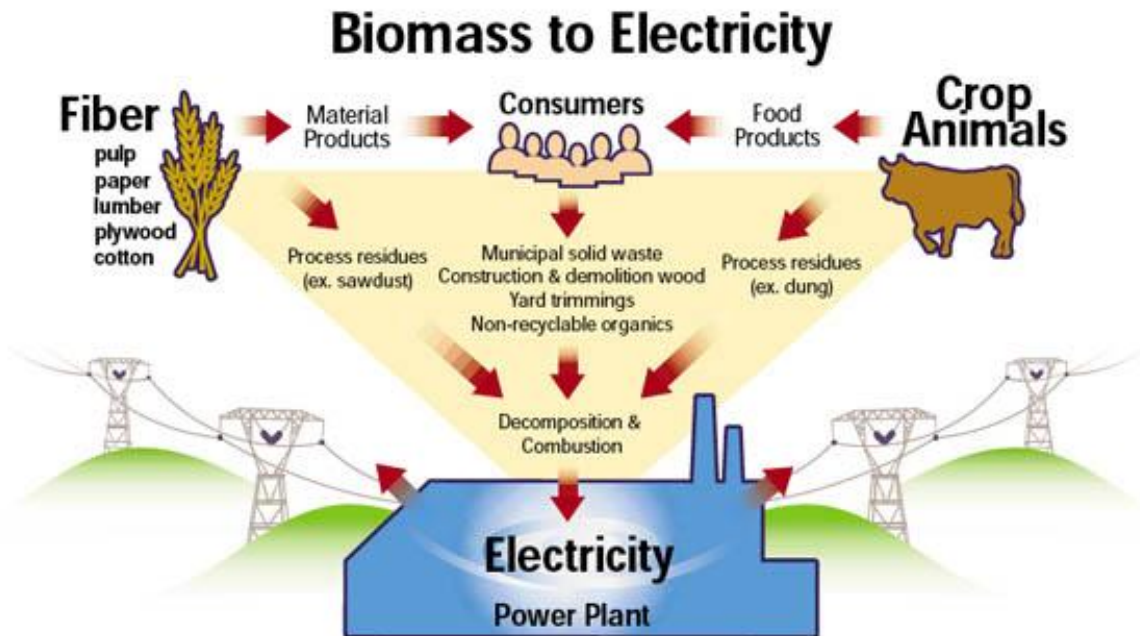 Biomass to Electricity
Fiber
pulp
paper
lumber
plywood
cotton
Material
Products
Consumers
Food
Products
Crop
Animals
Process residues
(ex. sawdust)
Municipal solid waste
Construction & demolition wood
Yard trimmings
Non-recyclable organics
Process residues
(ex. dung)
Decomposition &
Combustion
Electricity
Power Plant